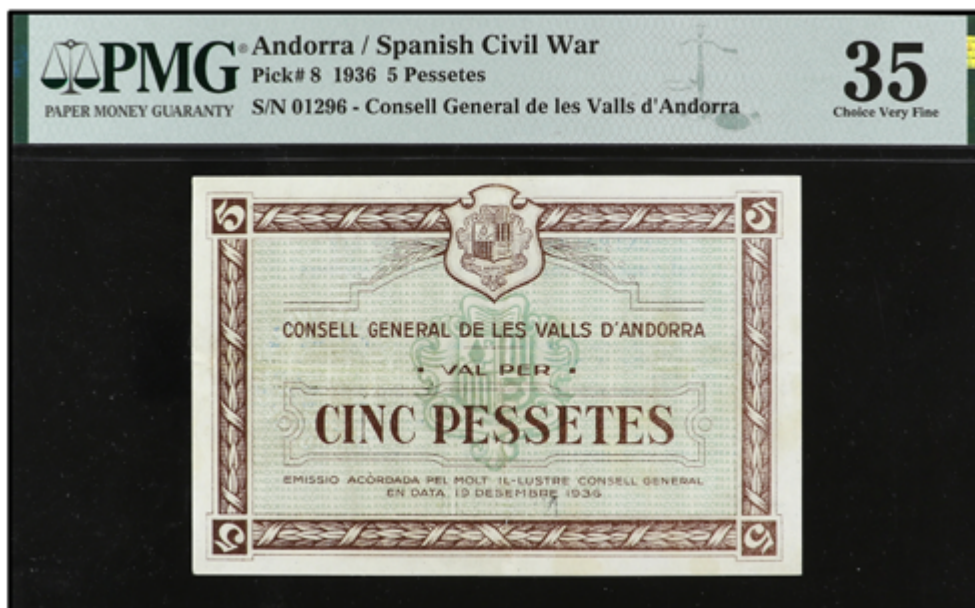 PMG
PAPER MONEY GUARANTY
Andorra / Spanish Civil War
Pick# 8 1936 5 Pessetes
S/N 01296 - Consell General de les Valls d'Andorra
35
Choice Very Fine
5 5
CONSELL GENERAL DE LES VALLS D'ANDORRA
• VAL PER •
CINC PESSETES
EMISSIO ACÒRDADA PEL MOLT IL-LUSTRE CONSELL GENERAL
EN DATA 19 DESEMBRE 1936
5 5